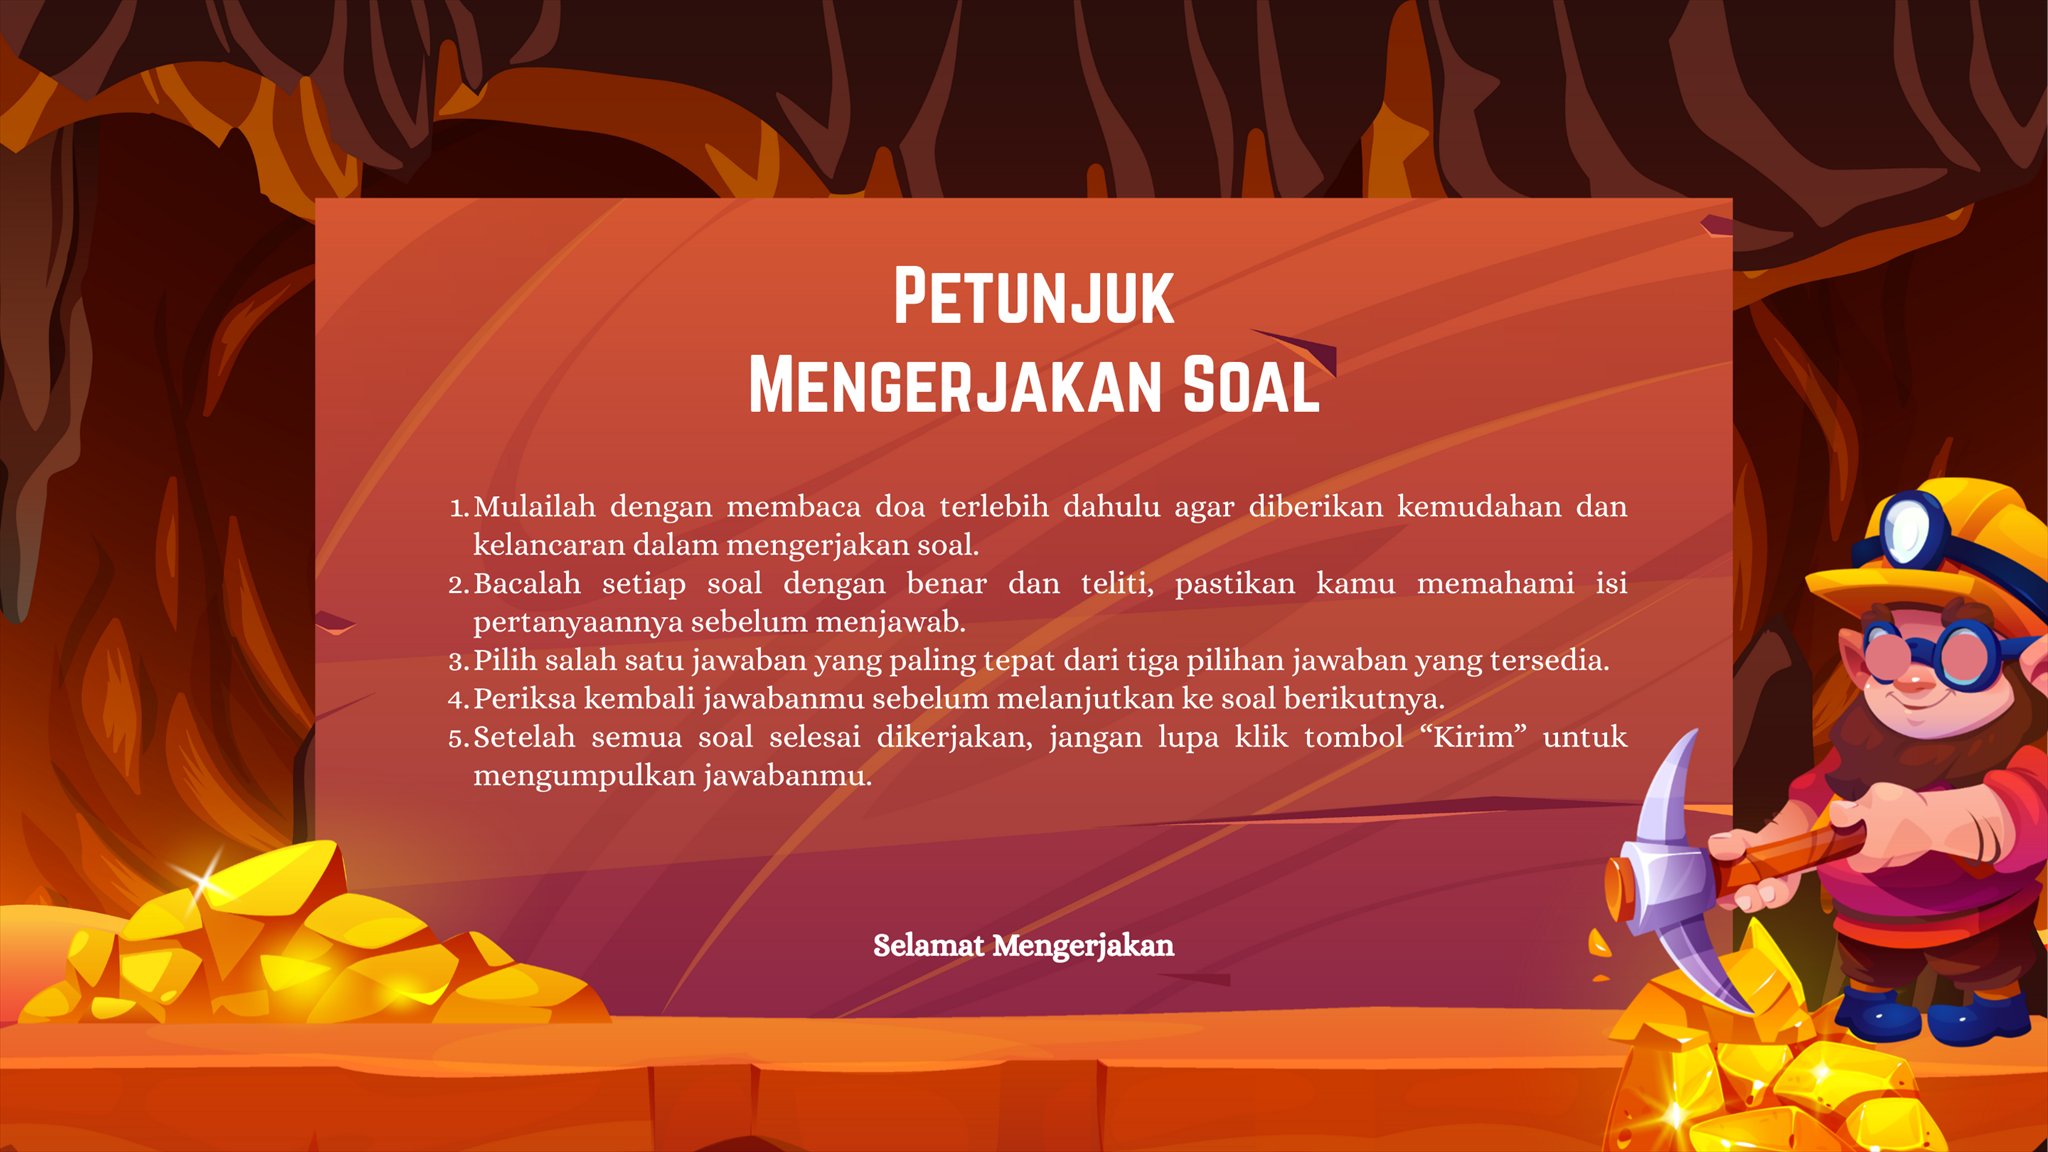 Petunjuk
Mengerjakan Soal
1. Mulailah dengan membaca doa terlebih dahulu agar diberikan kemudahan dan
kelancaran dalam mengerjakan soal.
2. Bacalah setiap soal dengan benar dan teliti, pastikan kamu memahami isi
pertanyaannya sebelum menjawab.
3. Pilih salah satu jawaban yang paling tepat dari tiga pilihan jawaban yang tersedia.
4. Periksa kembali jawabanmu sebelum melanjutkan ke soal berikutnya.
5. Setelah semua soal selesai dikerjakan, jangan lupa klik tombol “Kirim” untuk
mengumpulkan jawabanmu.
Selamat Mengerjakan